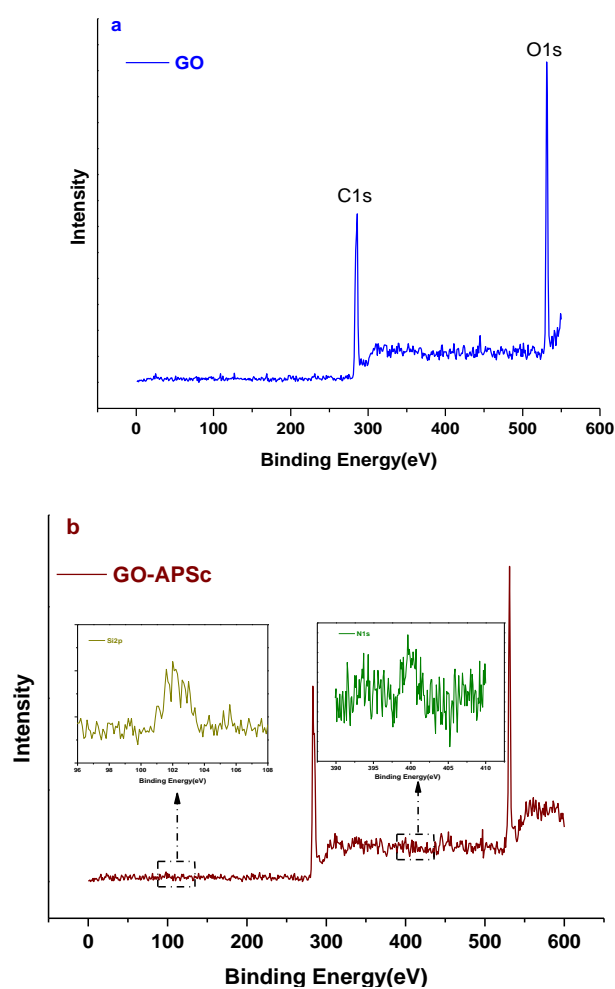 a
GO
O1s
C1s
Intensity
0 100 200 300 400 500 600
Binding Energy(eV)
b
GO-APSc
Si2p
96 98 100 102 104 106 108
Binding Energy(eV)
N1s
390 395 400 405 410
Binding Energy(eV)
Intensity
0 100 200 300 400 500 600
Binding Energy(eV)